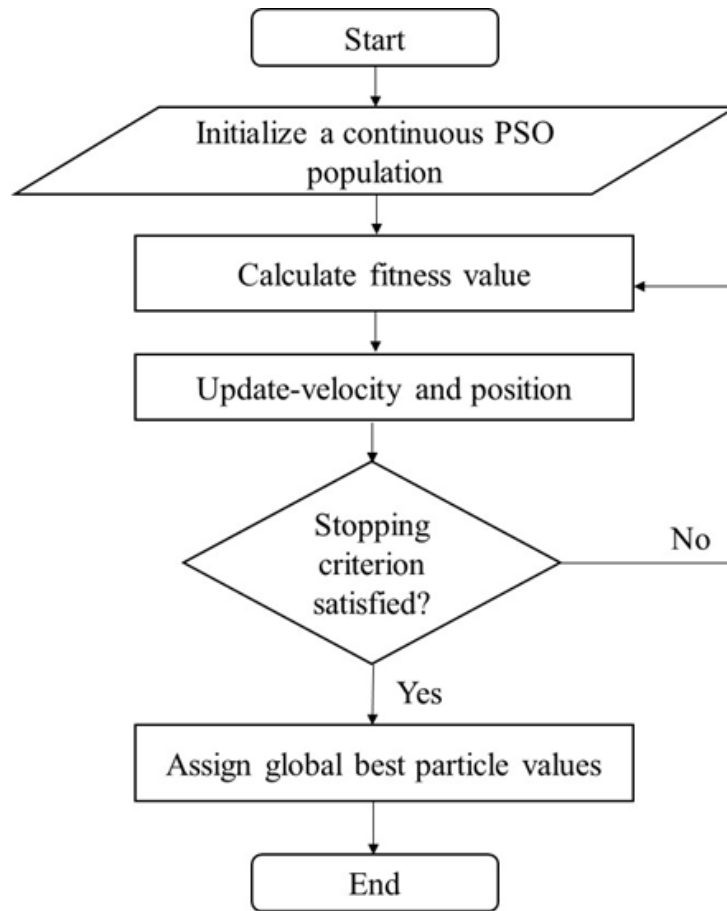 Start
Initialize a continuous PSO
population
Calculate fitness value
Update-velocity and position
Stopping
criterion
satisfied?
No
Yes
Assign global best particle values
End